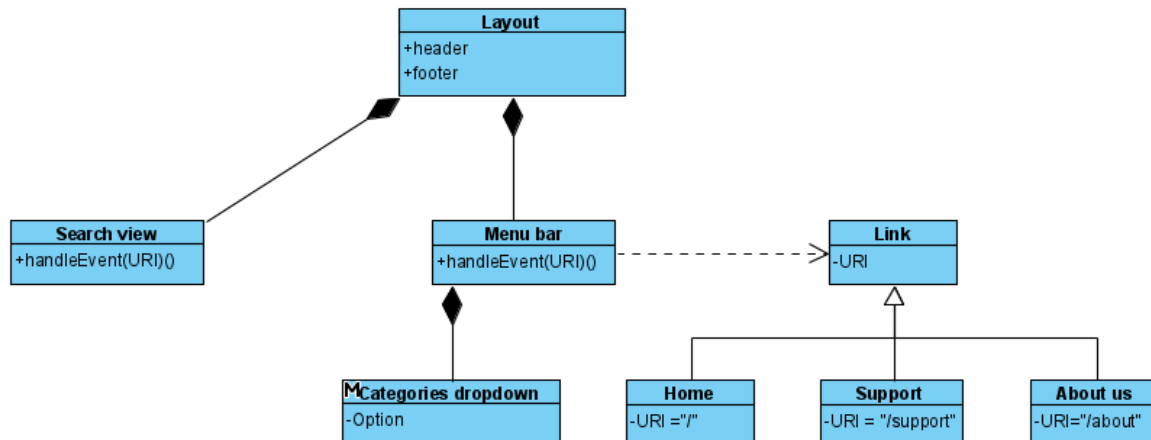 Layout
+header
+footer
Search view
+handleEvent(URI)()
Menu bar
+handleEvent(URI)()
Link
-URI
M Categories dropdown
-Option
Home
-URI ="/"
Support
-URI = "/support"
About us
-URI="/about"